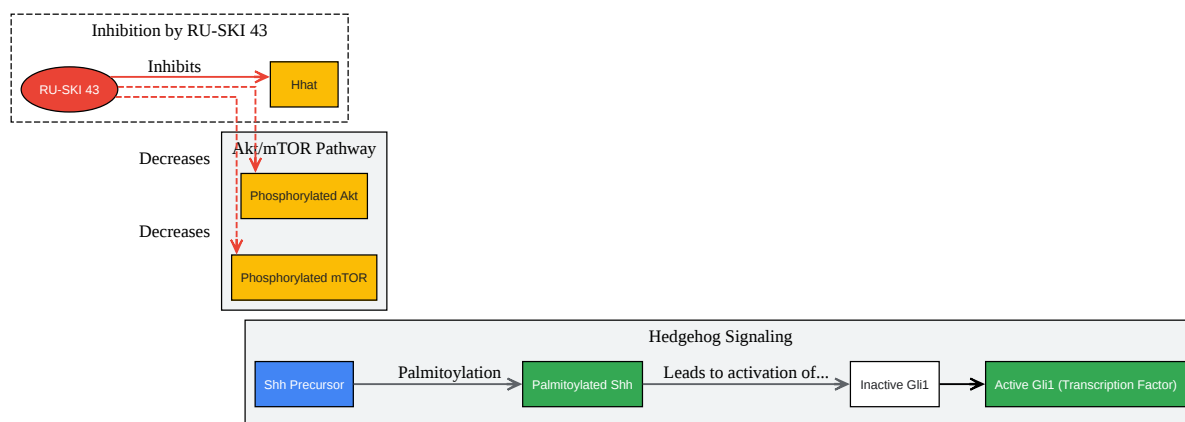 Inhibition by RU-SKI 43
Inhibits
RU-SKI 43
Hhat
Decreases
Akt/mTOR Pathway
Phosphorylated Akt
Decreases
Phosphorylated mTOR
Hedgehog Signaling
Shh Precursor
Palmitoylation
Palmitoylated Shh
Leads to activation of...
Inactive Gli1
Active Gli1 (Transcription Factor)